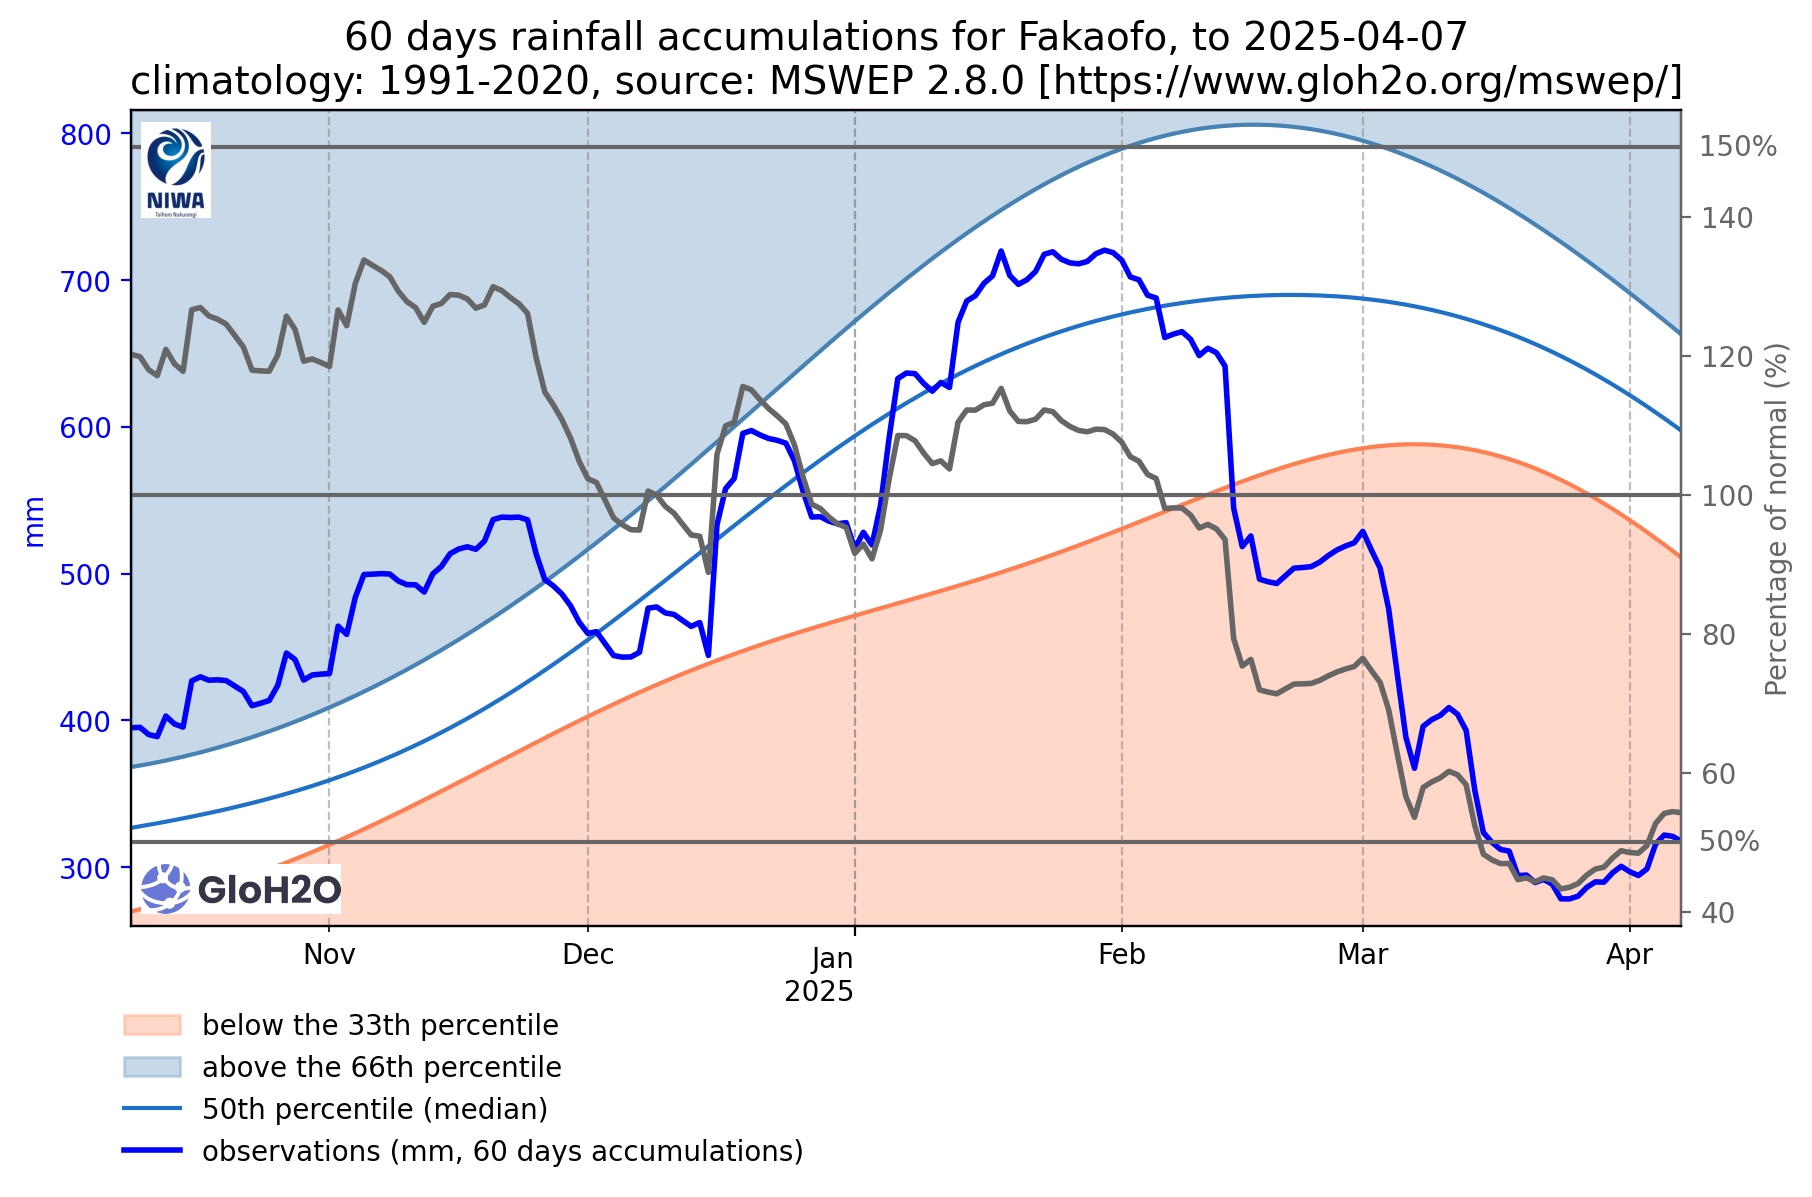 60 days rainfall accumulations for Fakaofo, to 2025-04-07
climatology: 1991-2020, source: MSWEP 2.8.0 [https://www.gloh2o.org/mswep/]
800
700
600
500
400
300
mm
NIWA
Taihoro Nukurangi
GloH2O
150%
140
120
100
80
60
50%
40
Percentage of normal (%)
Nov
Dec
Jan
2025
Feb
Mar
Apr
below the 33th percentile
above the 66th percentile
50th percentile (median)
observations (mm, 60 days accumulations)